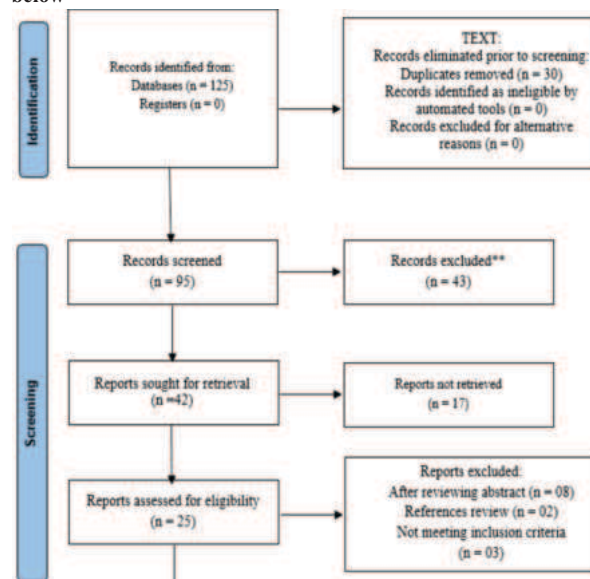 below
Identification
Records identified from:
Databases (n = 125)
Registers (n = 0)
TEXT:
Records eliminated prior to screening:
Duplicates removed (n = 30)
Records identified as ineligible by
automated tools (n = 0)
Records excluded for alternative
reasons (n = 0)
Screening
Records screened
(n = 95)
Records excluded**
(n = 43)
Reports sought for retrieval
(n =42)
Reports not retrieved
(n = 17)
Reports assessed for eligibility
(n = 25)
Reports excluded:
After reviewing abstract (n = 08)
References review (n = 02)
Not meeting inclusion criteria
(n = 03)